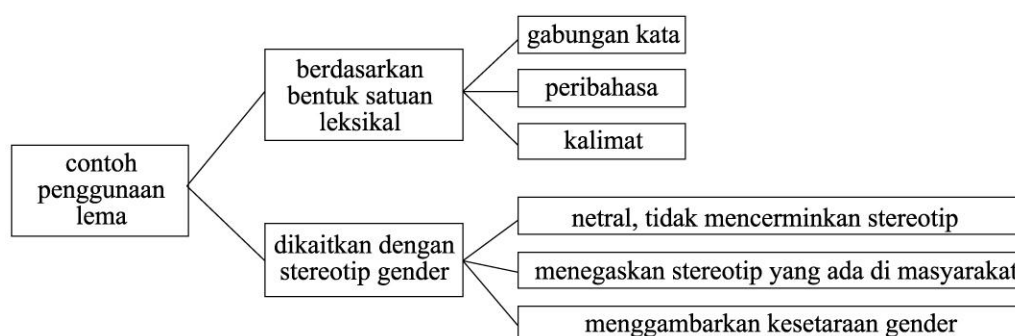 contoh
penggunaan
lema
berdasarkan
bentuk satuan
leksikal
gabungan kata
peribahasa
kalimat
dikaitkan dengan
stereotip gender
netral, tidak mencerminkan stereotip
menegaskan stereotip yang ada di masyarakat
menggambarkan kesetaraan gender